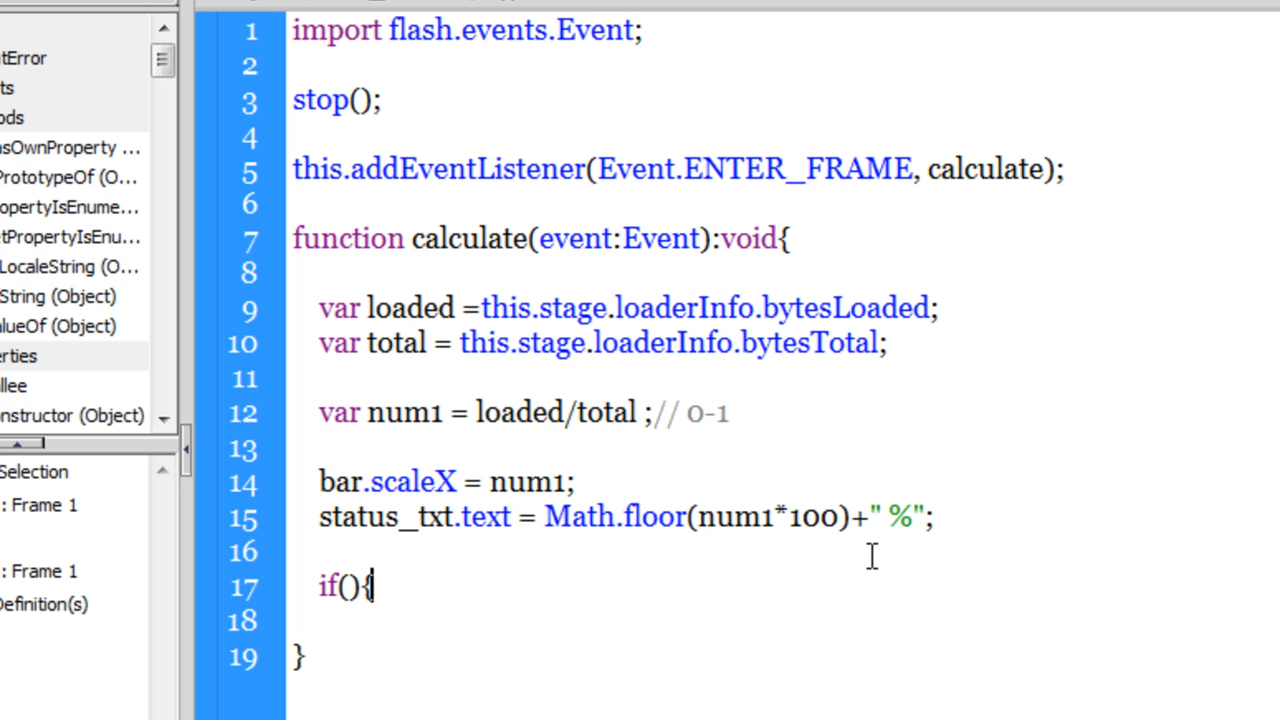 ntError
ts
ods
asOwnProperty ...
PrototypeOf (O...
opertyIsEnume...
etPropertyIsEnu...
LocaleString (O...
String (Object)
alueOf (Object)
erties
llee
onstructor (Object)
Selection
: Frame 1
: Frame 1
Definition(s)
1 import flash.events.Event;
2
3 stop();
4
5 this.addEventListener(Event.ENTER_FRAME, calculate);
6
7 function calculate(event:Event):void{
8
9 var loaded =this.stage.loaderInfo.bytesLoaded;
10 var total = this.stage.loaderInfo.bytesTotal;
11
12 var num1 = loaded/total ;// 0-1
13
14 bar.scaleX = num1;
15 status_txt.text = Math.floor(num1*100)+" %";
16
17 if(){
18
19 }